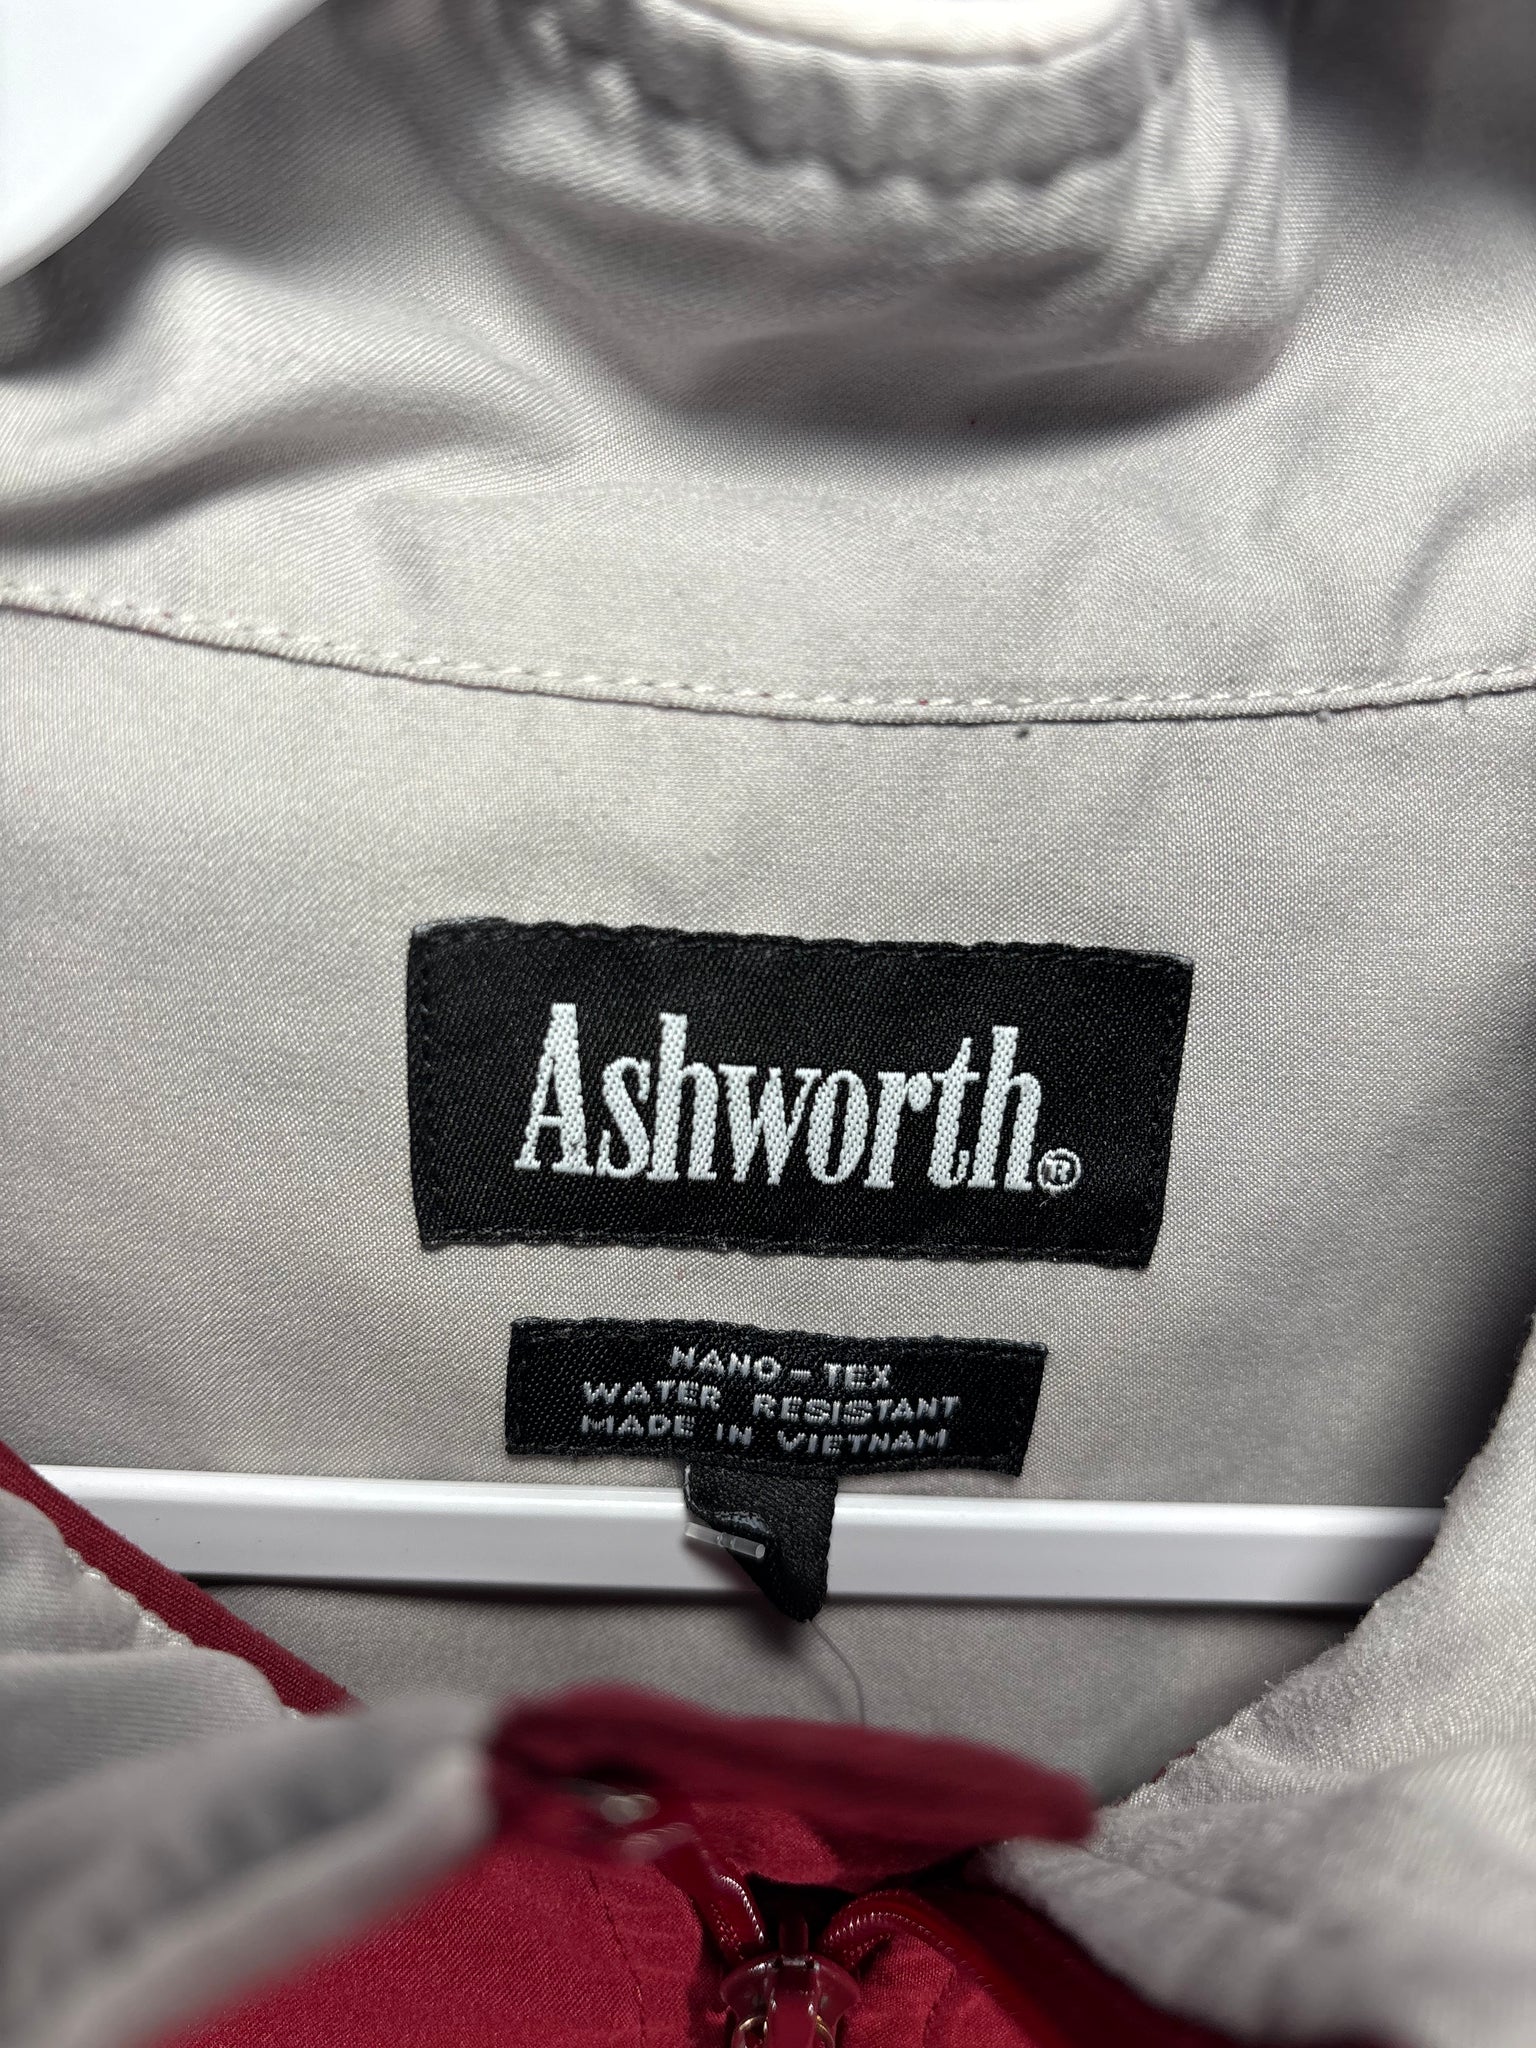 Ashworth®
NANO-TEX
WATER RESISTANT
MADE IN VIETNAM